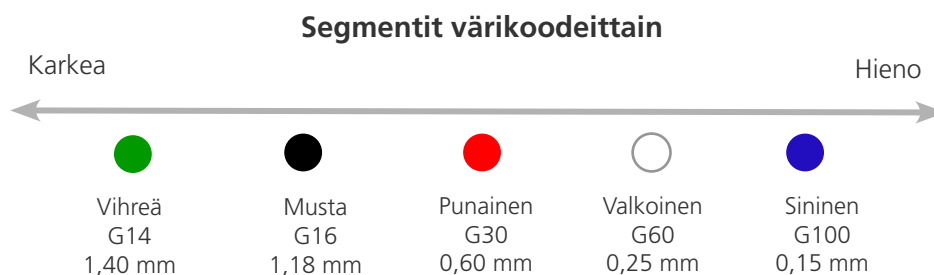 Segmentit värikoodeittain
Karkea
Hieno
Vihreä
G14
1,40 mm
Musta
G16
1,18 mm
Punainen
G30
0,60 mm
Valkoinen
G60
0,25 mm
Sininen
G100
0,15 mm